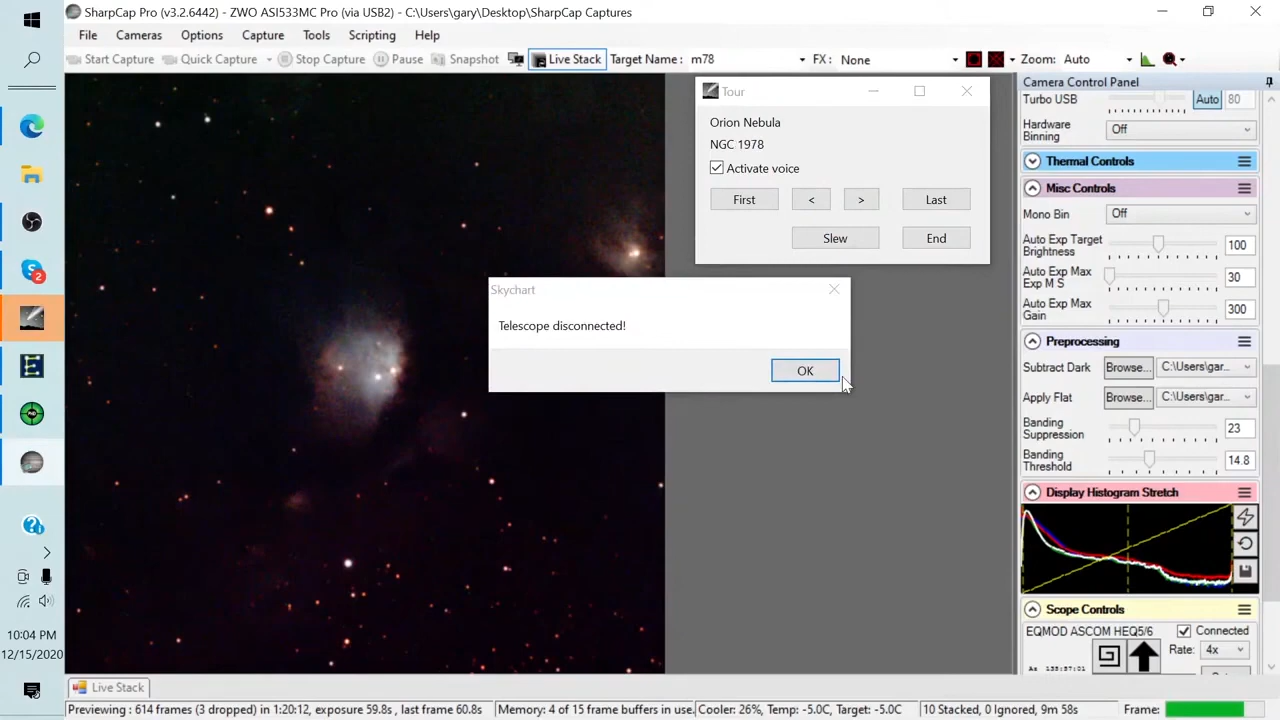 SharpCap Pro (v3.2.6442) - ZWO ASI533MC Pro (via USB2) - C:\Users\gary\Desktop\SharpCap Captures
File Cameras Options Capture Tools Scripting Help
Start Capture Quick Capture Stop Capture Pause Snapshot Live Stack Target Name : m78 FX : None Zoom: Auto
Camera Control Panel
Turbo USB Auto 80
Hardware
Binning Off
Thermal Controls
Misc Controls
Mono Bin Off
Auto Exp Target
Brightness 100
Auto Exp Max
Exp M S 30
Auto Exp Max
Gain 300
Preprocessing
Subtract Dark Browse... C:\Users\gar...
Apply Flat Browse... C:\Users\gar...
Banding
Suppression 23
Banding
Threshold 14.8
Display Histogram Stretch
Scope Controls
EQMOD ASCOM HEQ5/6 Connected
Rate: 4x
Tour
Orion Nebula
NGC 1978
Activate voice
First < > Last
Slew End
Skychart
Telescope disconnected!
OK
2
10:04 PM
12/15/2020
Live Stack
Previewing : 614 frames (3 dropped) in 1:20:12, exposure 59.8s , last frame 60.8s Memory: 4 of 15 frame buffers in use. Cooler: 26%, Temp: -5.0C, Target: -5.0C 10 Stacked, 0 Ignored, 9m 58s Frame: